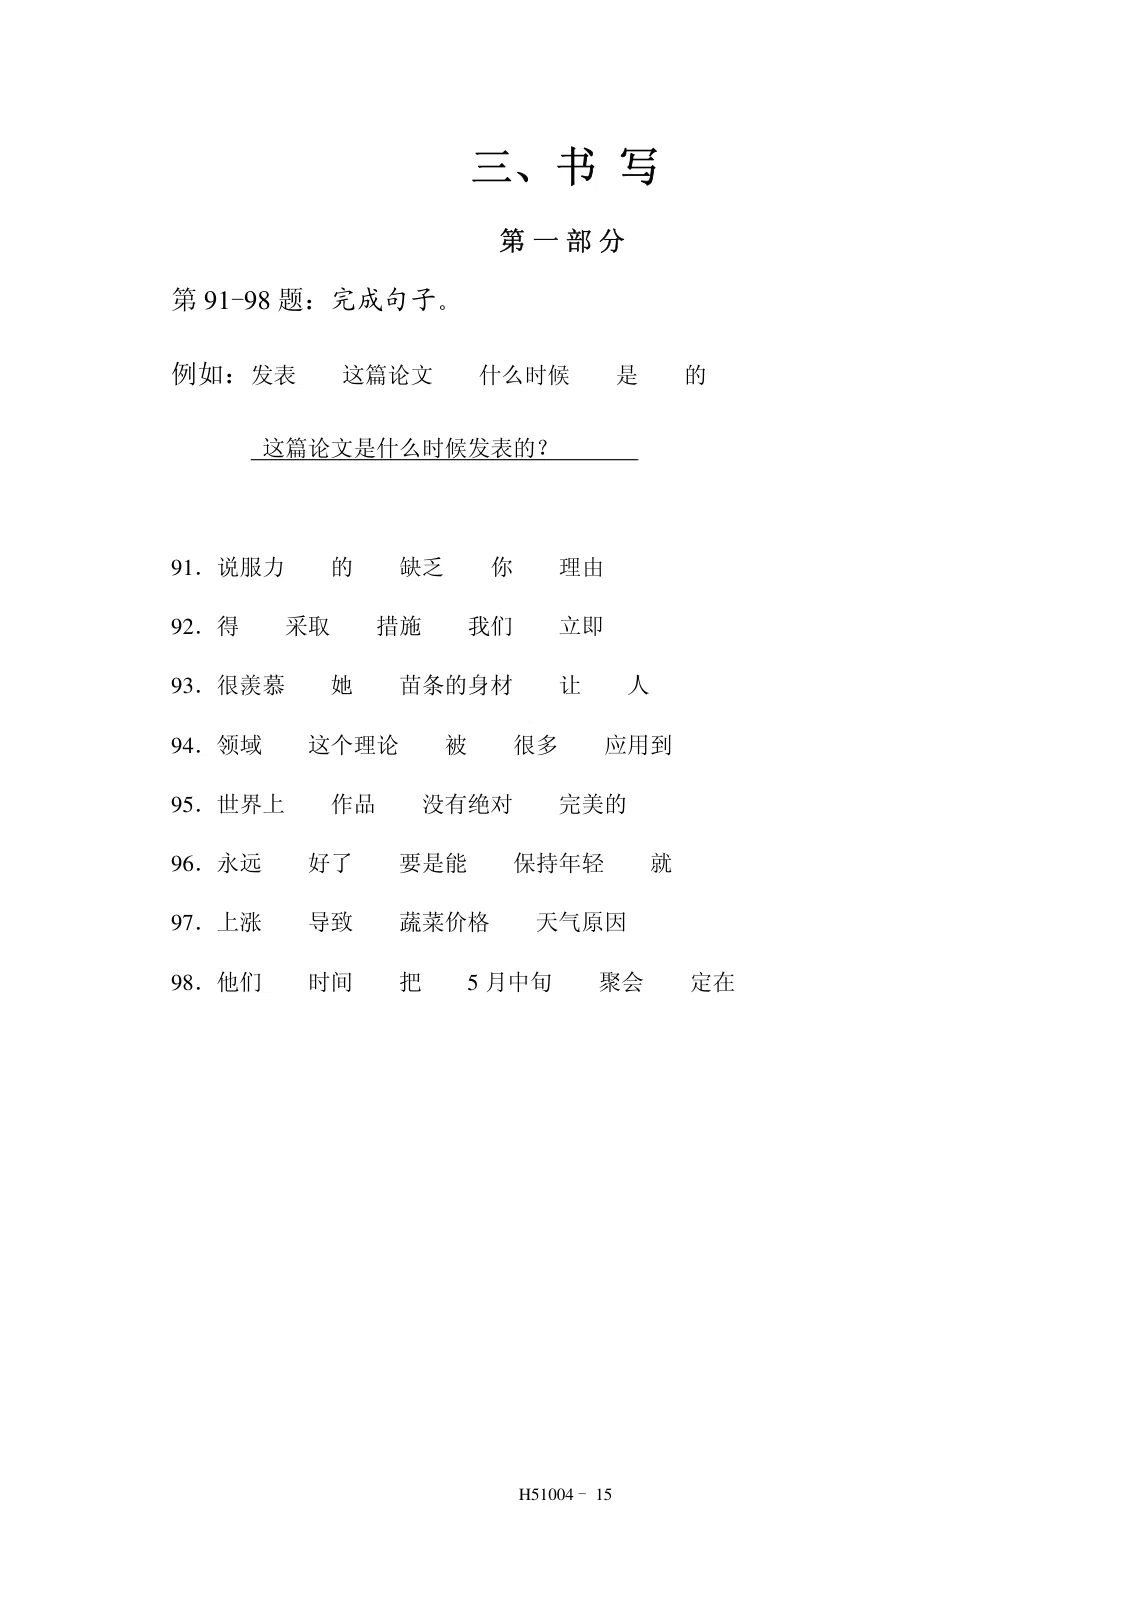 三、书 写
第 一 部 分
第 91-98 题：完成句子。
例如：发表 这篇论文 什么时候 是 的
这篇论文是什么时候发表的？
91．说服力 的 缺乏 你 理由
92．得 采取 措施 我们 立即
93．很羡慕 她 苗条的身材 让 人
94．领域 这个理论 被 很多 应用到
95．世界上 作品 没有绝对 完美的
96．永远 好了 要是能 保持年轻 就
97．上涨 导致 蔬菜价格 天气原因
98．他们 时间 把 5 月中旬 聚会 定在
H51004﹣ 15